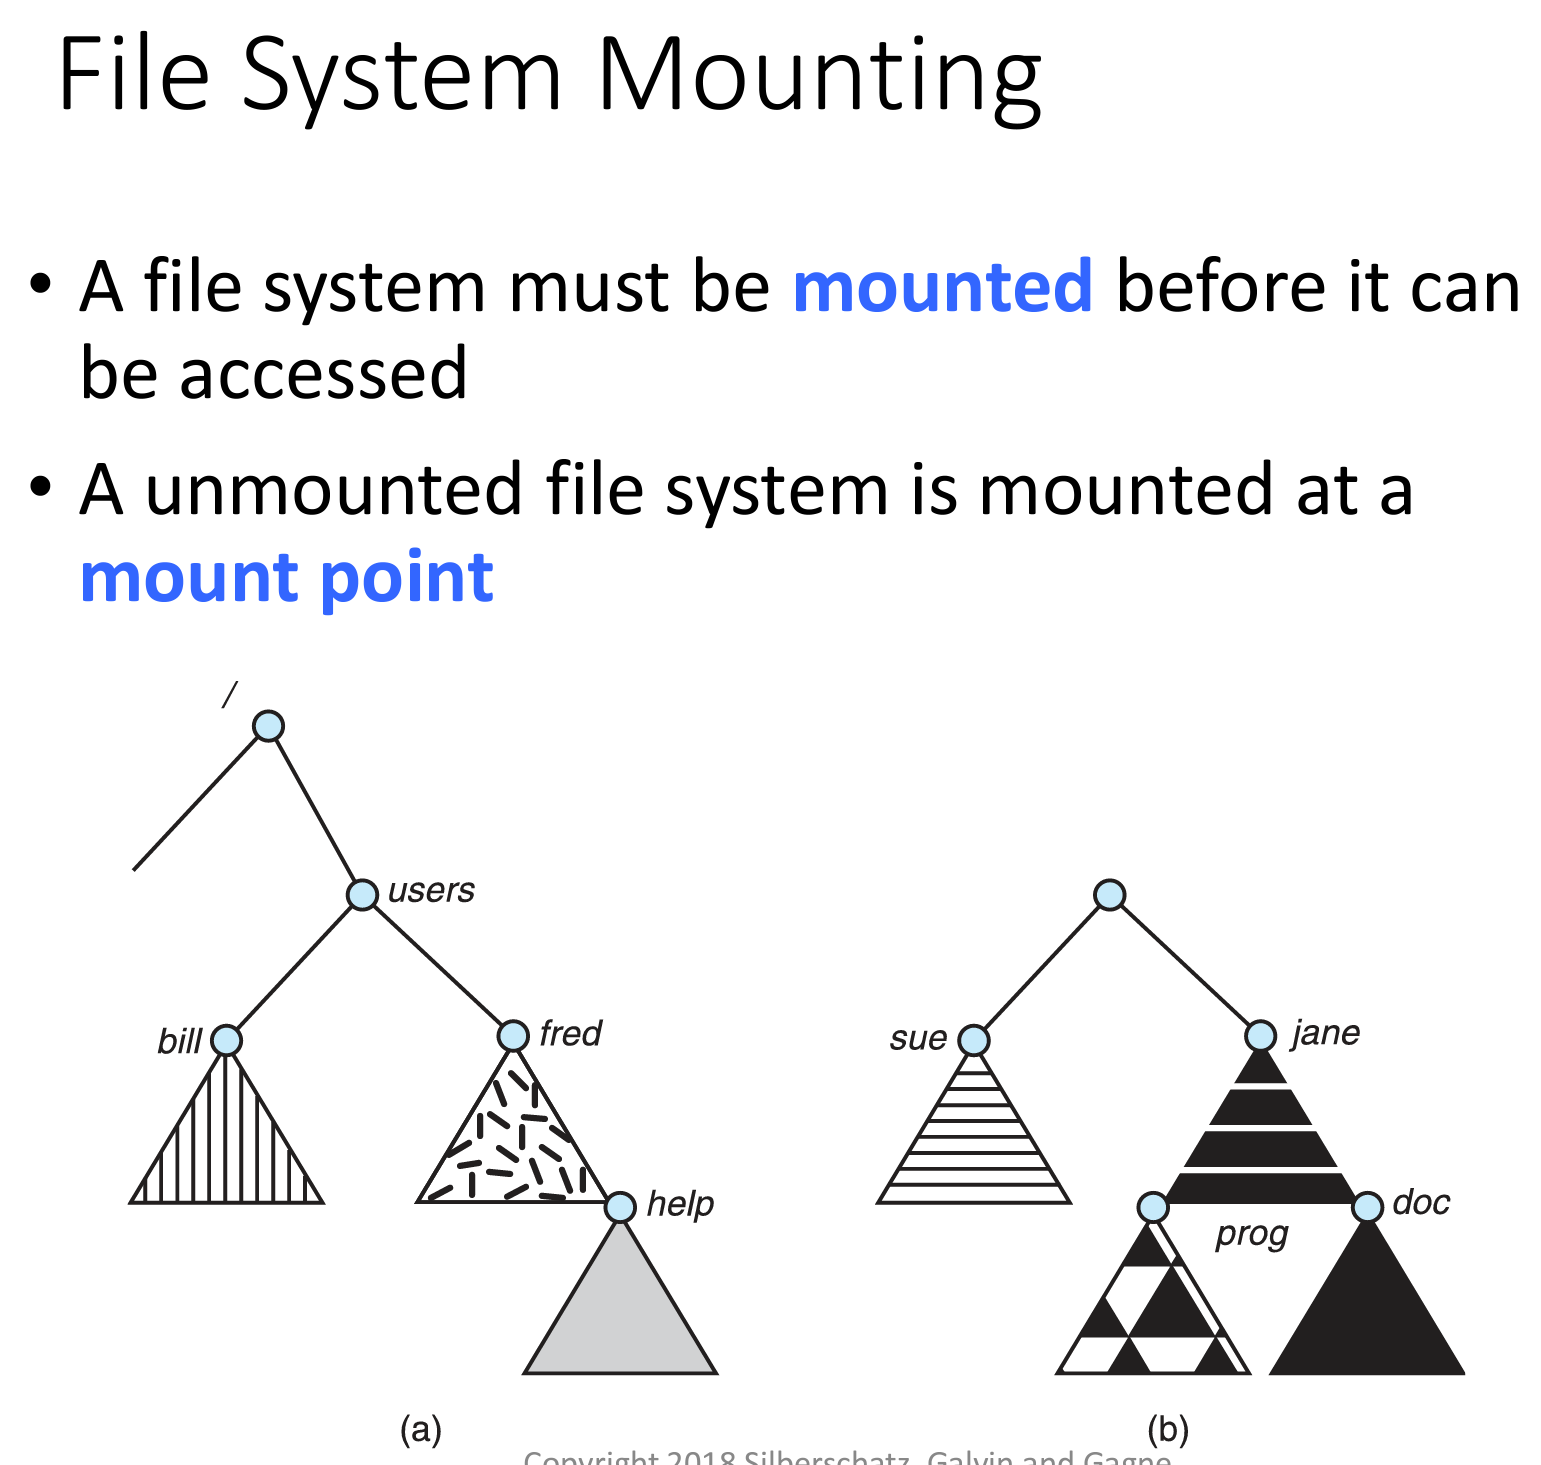 File System Mounting
• A file system must be mounted before it can
be accessed
• A unmounted file system is mounted at a
mount point
/
users
bill
fred
sue
jane
help
prog
doc
(a)
(b)
Copyright 2018 Silberschatz, Galvin and Gagne